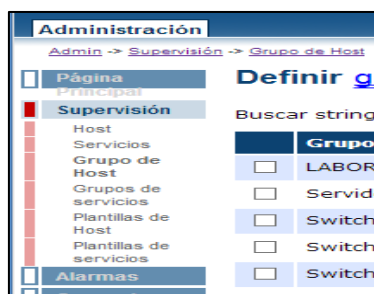 Administración
Admin -> Supervisión -> Grupo de Host
Página
Principal
Supervisión
Host
Servicios
Grupo de
Host
Grupos de
servicios
Plantillas de
Host
Plantillas de
servicios
Alarmas
Definir g
Buscar string
Grupo
LABOR
Servid
Switch
Switch
Switch